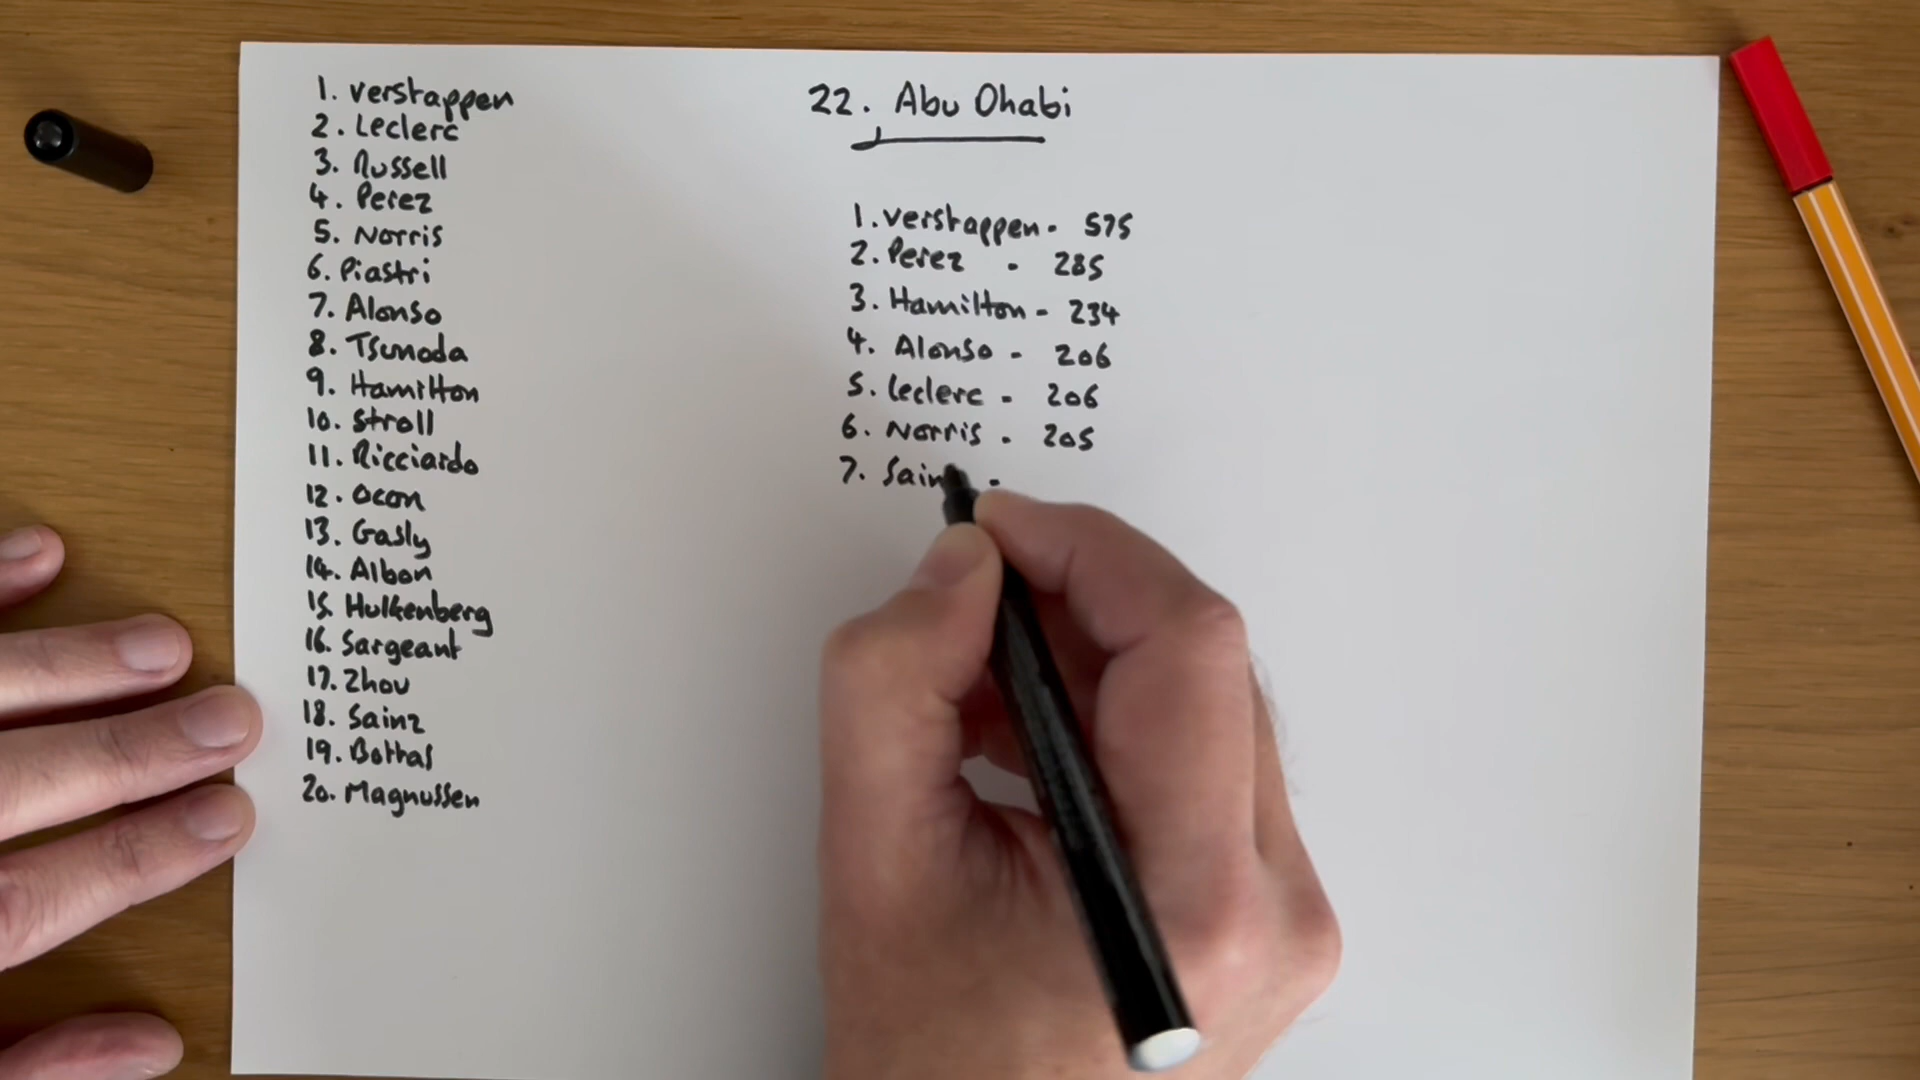 1. Verstappen
2. Leclerc
3. Russell
4. Perez
5. Norris
6. Piastri
7. Alonso
8. Tsunoda
9. Hamilton
10. Stroll
11. Ricciardo
12. Ocon
13. Gasly
14. Albon
15. Hulkenberg
16. Sargeant
17. Zhou
18. Sainz
19. Bottas
20. Magnussen
22. Abu Dhabi
1. Verstappen - 575
2. Perez - 285
3. Hamilton - 234
4. Alonso - 206
5. Leclerc - 206
6. Norris - 205
7. Sain -